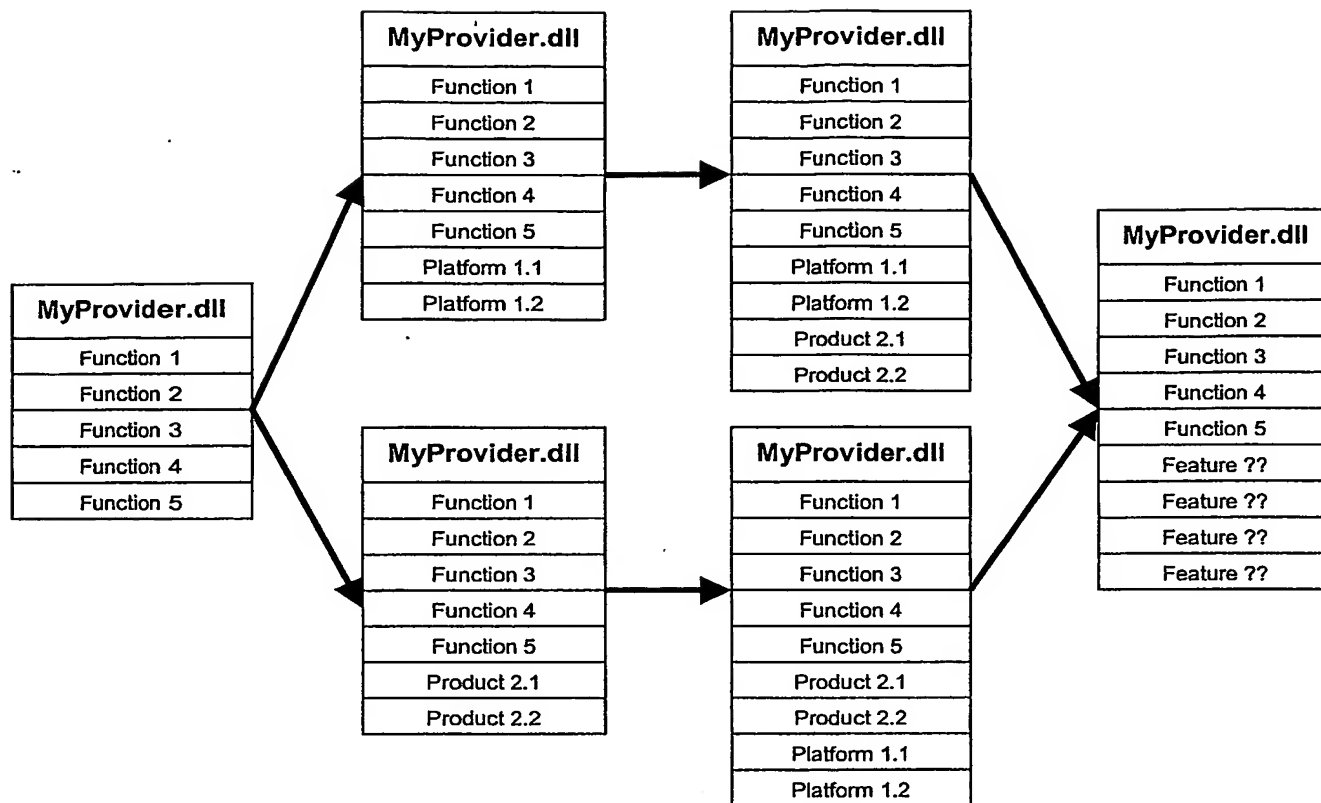 MyProvider.dll
Function 1
Function 2
Function 3
Function 4
Function 5
MyProvider.dll
Function 1
Function 2
Function 3
Function 4
Function 5
Platform 1.1
Platform 1.2
MyProvider.dll
Function 1
Function 2
Function 3
Function 4
Function 5
Product 2.1
Product 2.2
MyProvider.dll
Function 1
Function 2
Function 3
Function 4
Function 5
Platform 1.1
Platform 1.2
Product 2.1
Product 2.2
MyProvider.dll
Function 1
Function 2
Function 3
Function 4
Function 5
Product 2.1
Product 2.2
Platform 1.1
Platform 1.2
MyProvider.dll
Function 1
Function 2
Function 3
Function 4
Function 5
Feature ??
Feature ??
Feature ??
Feature ??